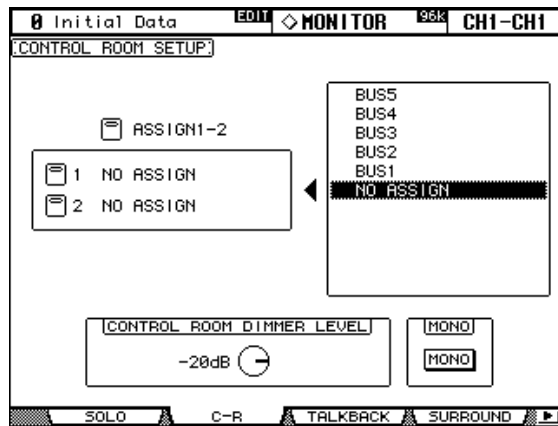 0 Initial Data EDIT ◇MONITOR 96K CH1-CH1
CONTROL ROOM SETUP
ASSIGN1-2
1 NO ASSIGN
2 NO ASSIGN
BUS5
BUS4
BUS3
BUS2
BUS1
NO ASSIGN
CONTROL ROOM DIMMER LEVEL
-20dB
MONO
MONO
SOLO C-R TALKBACK SURROUND